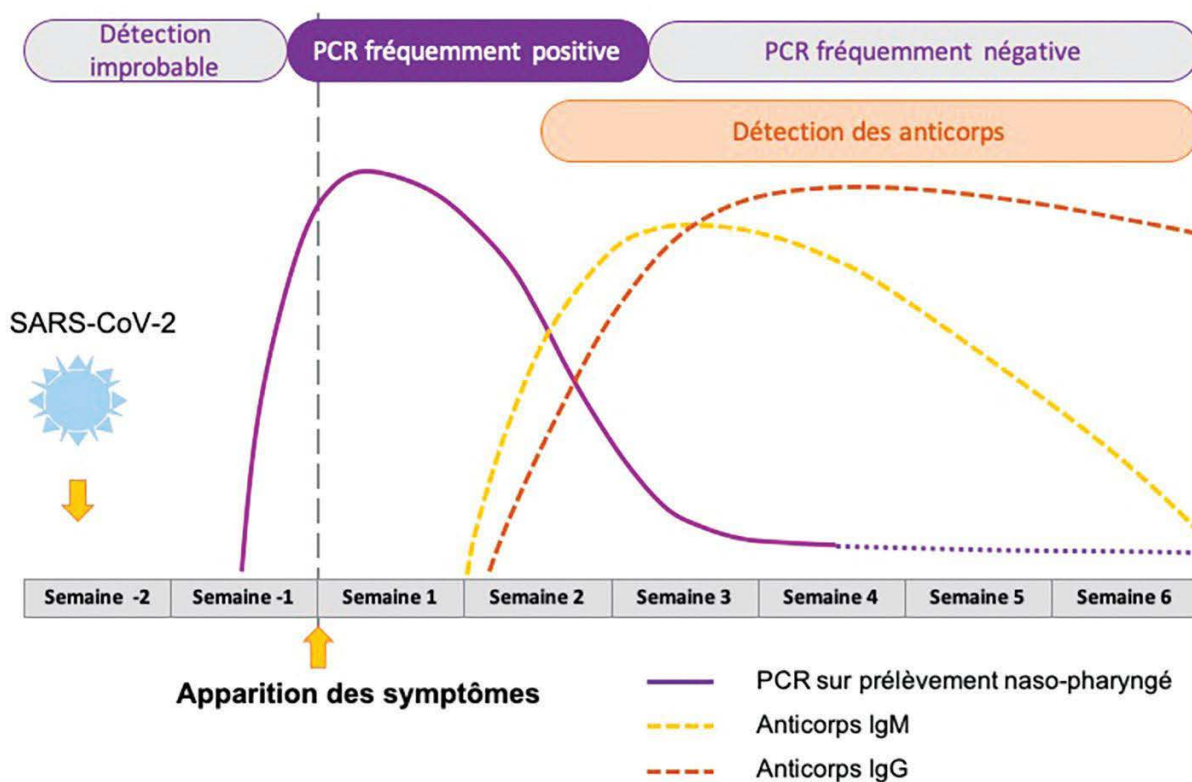 Détection
improbable
PCR fréquemment positive
PCR fréquemment négative
Détection des anticorps
SARS-CoV-2
Semaine -2
Semaine -1
Semaine 1
Semaine 2
Semaine 3
Semaine 4
Semaine 5
Semaine 6
Apparition des symptômes
PCR sur prélèvement naso-pharyngé
Anticorps IgM
Anticorps IgG